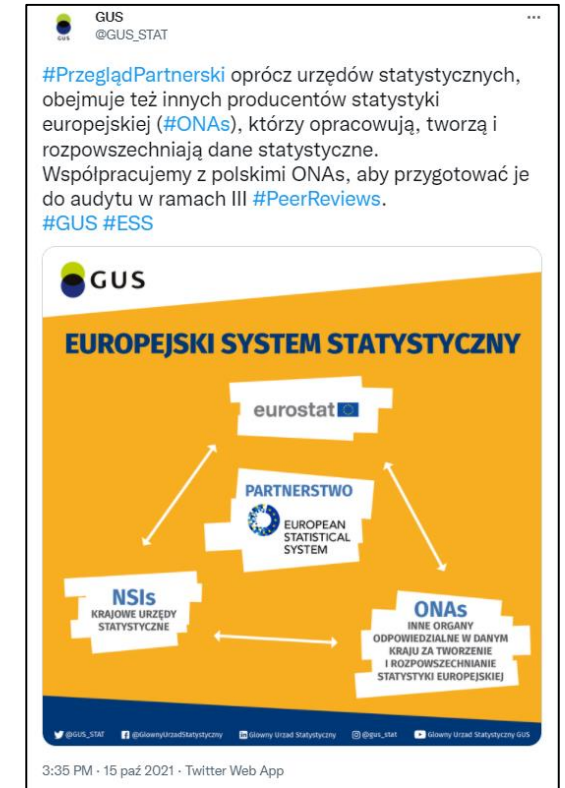 GUS
@GUS_STAT
...
#PrzeglądPartnerski oprócz urzędów statystycznych,
obejmuje też innych producentów statystyki
europejskiej (#ONAs), którzy opracowują, tworzą i
rozpowszechniają dane statystyczne.
Współpracujemy z polskimi ONAs, aby przygotować je
do audytu w ramach III #PeerReviews.
#GUS #ESS
GUS
EUROPEJSKI SYSTEM STATYSTYCZNY
eurostat
PARTNERSTWO
EUROPEAN
STATISTICAL
SYSTEM
NSIs
KRAJOWE URZĘDY
STATYSTYCZNE
ONAs
INNE ORGANY
ODPOWIEDZIALNE W DANYM
KRAJU ZA TWORZENIE
I ROZPOWSZECHNIANIE
STATYSTYKI EUROPEJSKIEJ
@GUS_STAT @GlownyUrzadStatystyczny Glowny Urzad Statystyczny @gus_stat Glowny Urzad Statystyczny GUS
3:35 PM · 15 paź 2021 · Twitter Web App